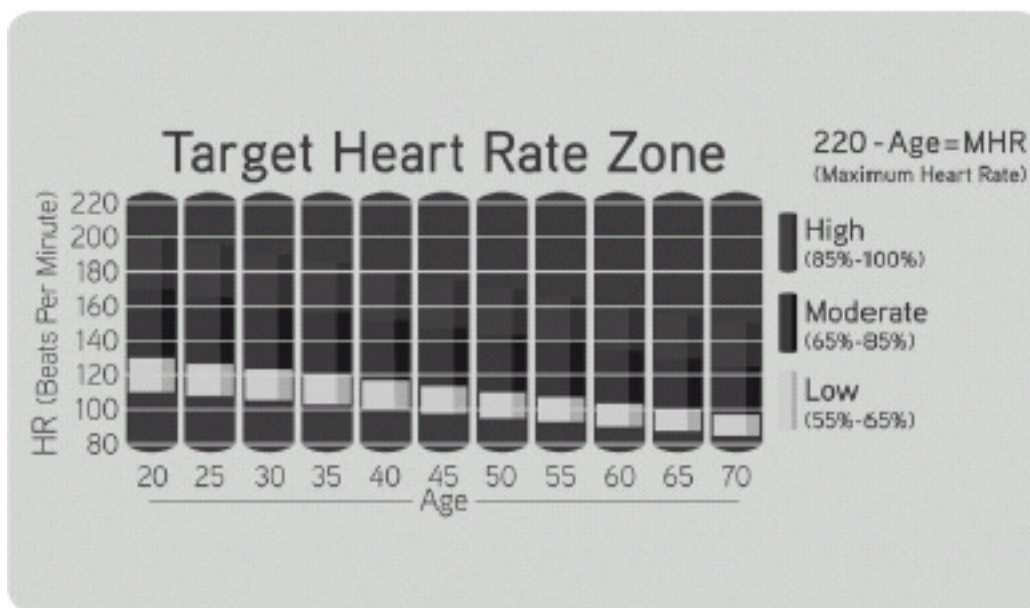 Target Heart Rate Zone
220 - Age = MHR
(Maximum Heart Rate)
HR (Beats Per Minute)
220
200
180
160
140
120
100
80
20 25 30 35 40 45 50 55 60 65 70
Age
High
(85%-100%)
Moderate
(65%-85%)
Low
(55%-65%)